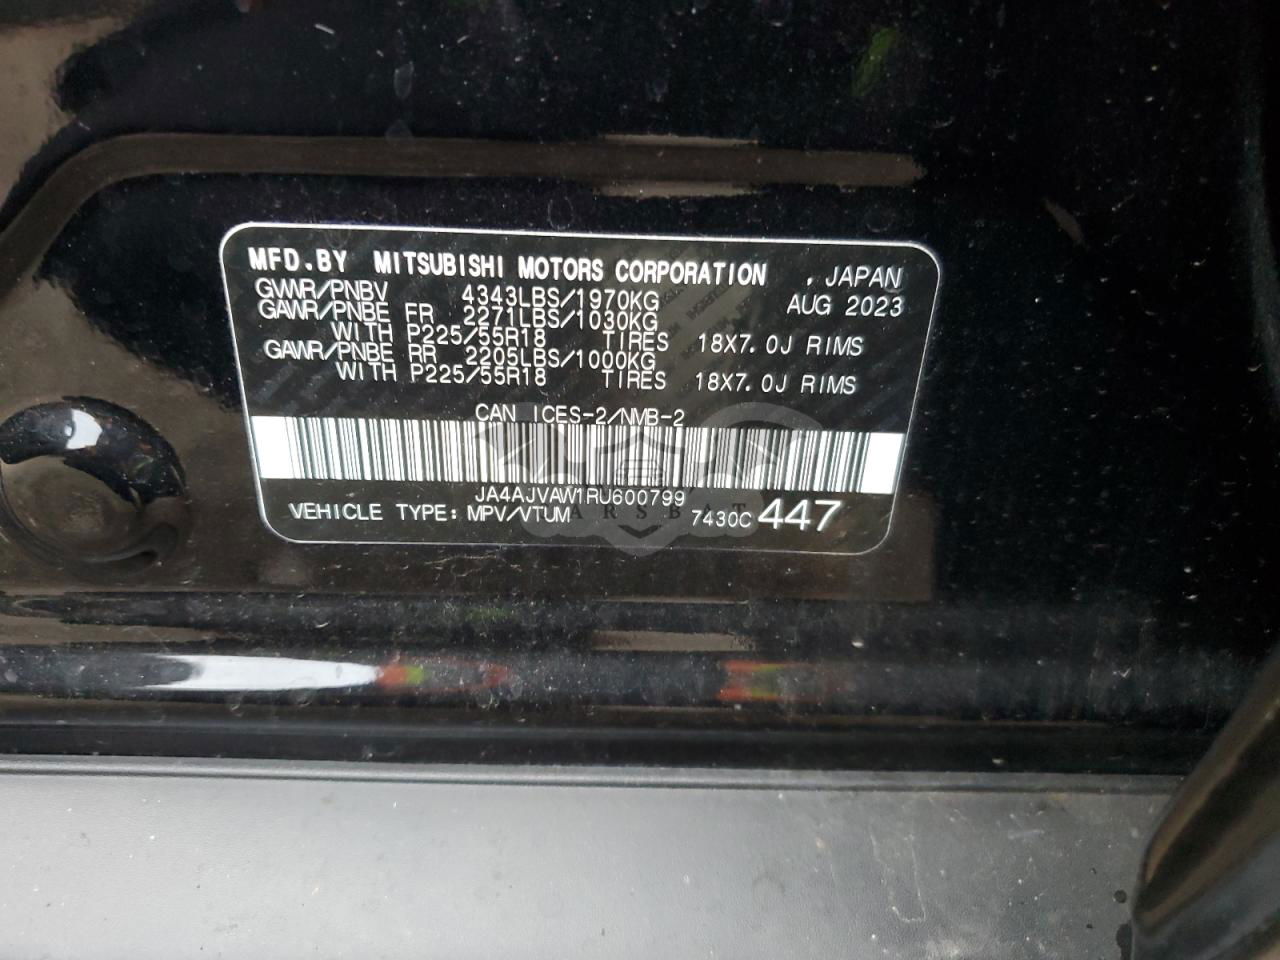 MFD.BY MITSUBISHI MOTORS CORPORATION , JAPAN
GVWR/PNBV 4343LBS/1970KG AUG 2023
GAWR/PNBE FR 2271LBS/1030KG
WITH P225/55R18 TIRES 18X7.0J RIMS
GAWR/PNBE RR 2205LBS/1000KG
WITH P225/55R18 TIRES 18X7.0J RIMS
CAN ICES-2/NMB-2
JA4AJVAW1RU600799
VEHICLE TYPE: MPV/VTUM 7430C 447
CARSBAT